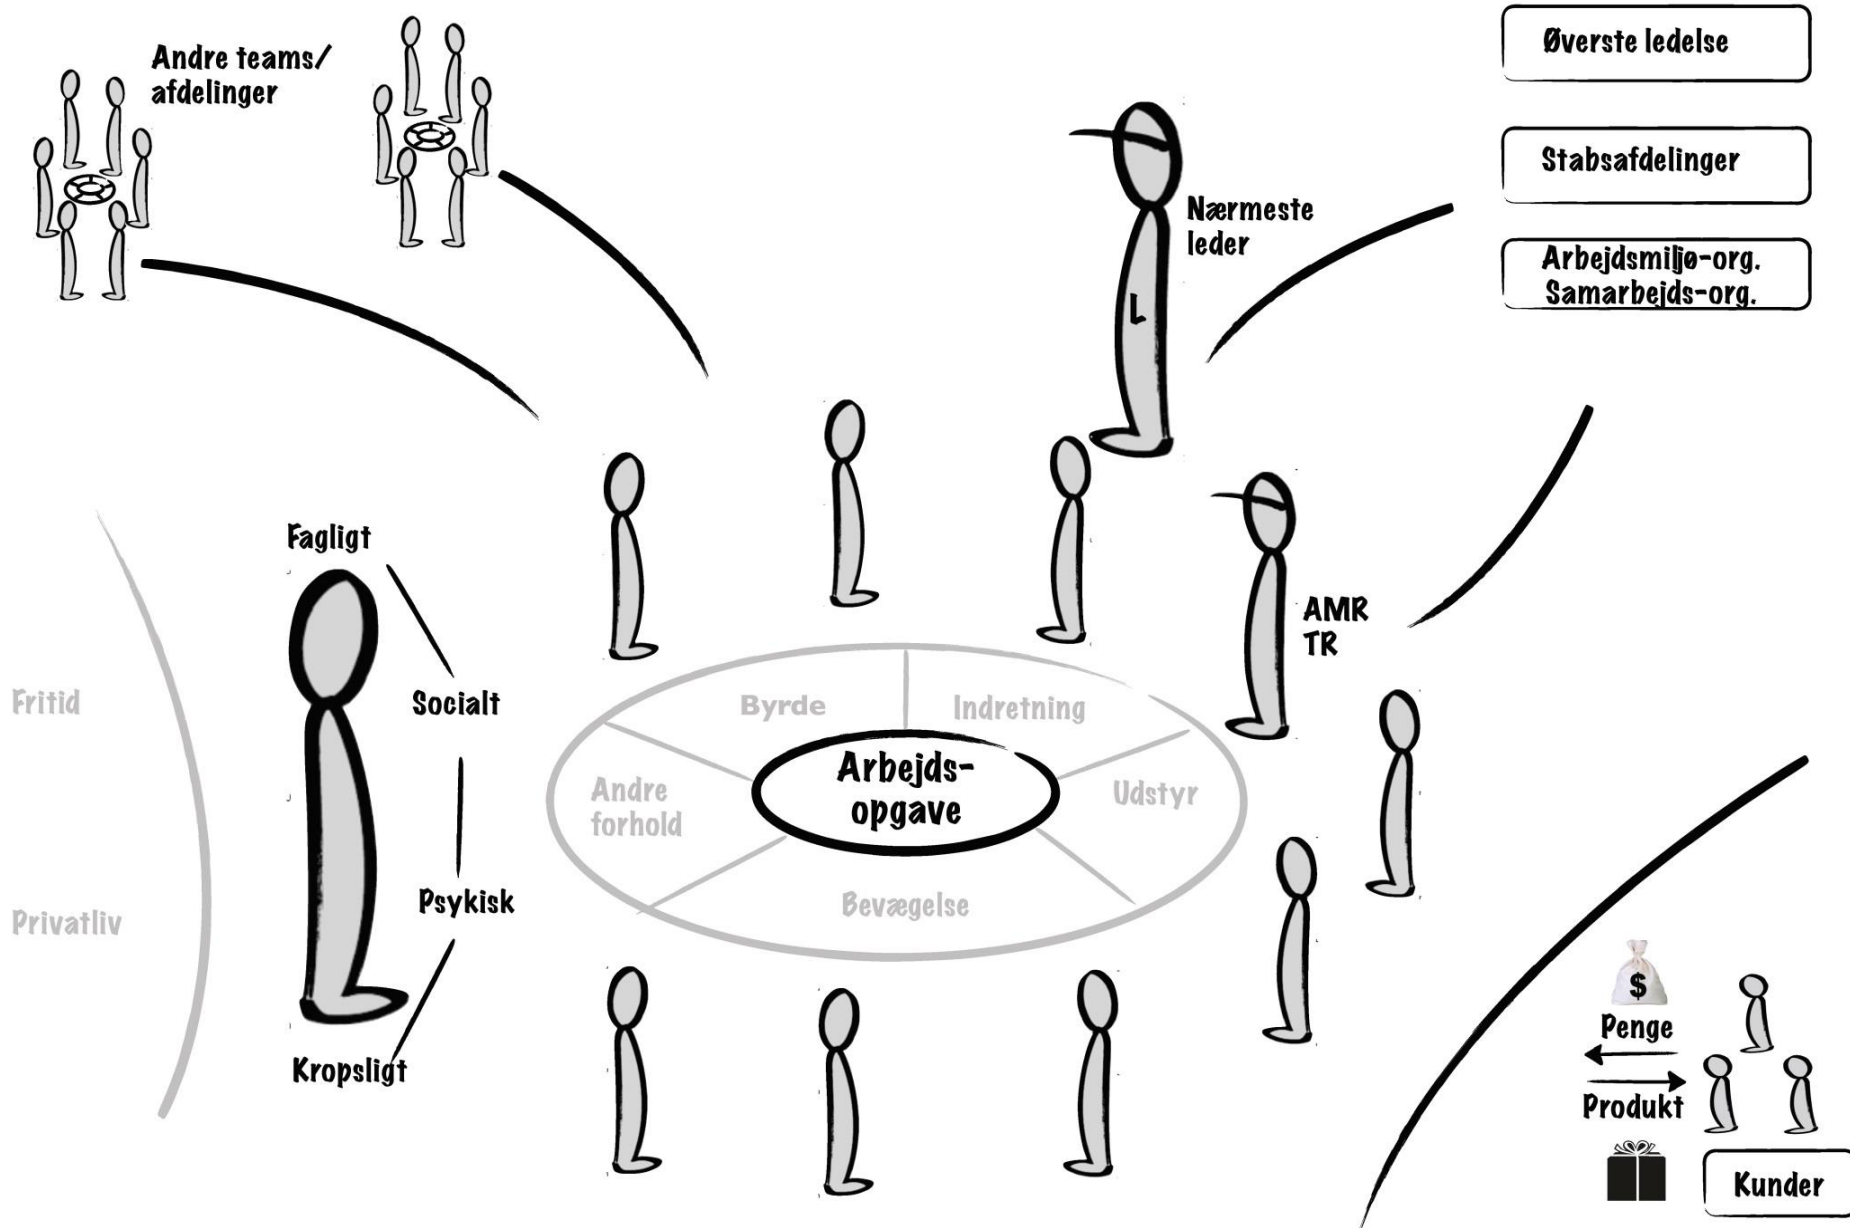 Andre teams/
afdelinger
Øverste ledelse
Stabsafdelinger
Arbejdsmiljø-org.
Samarbejds-org.
Nærmeste
leder
L
AMR
TR
Fagligt
Socialt
Psykisk
Kropsligt
Fritid
Privatliv
Byrde
Indretning
Andre
forhold
Arbejds-
opgave
Udstyr
Bevægelse
$
Penge
Produkt
Kunder